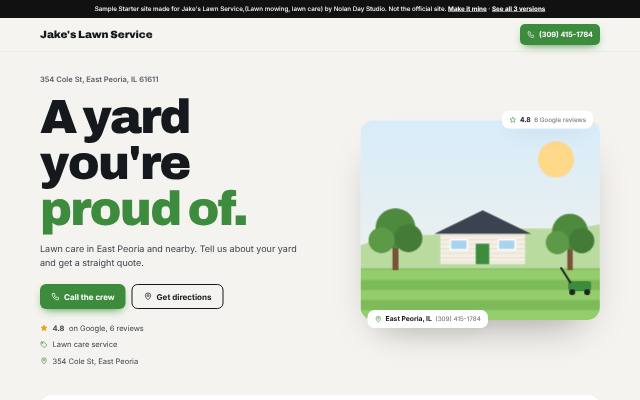 Sample Starter site made for Jake's Lawn Service,(Lawn mowing, lawn care) by Nolan Day Studio. Not the official site. Make it mine · See all 3 versions
Jake's Lawn Service
(309) 415-1784
354 Cole St, East Peoria, IL 61611
A yard
you're
proud of.
Lawn care in East Peoria and nearby. Tell us about your yard
and get a straight quote.
Call the crew
Get directions
4.8 on Google, 6 reviews
Lawn care service
354 Cole St, East Peoria
4.8 6 Google reviews
East Peoria, IL (309) 415-1784